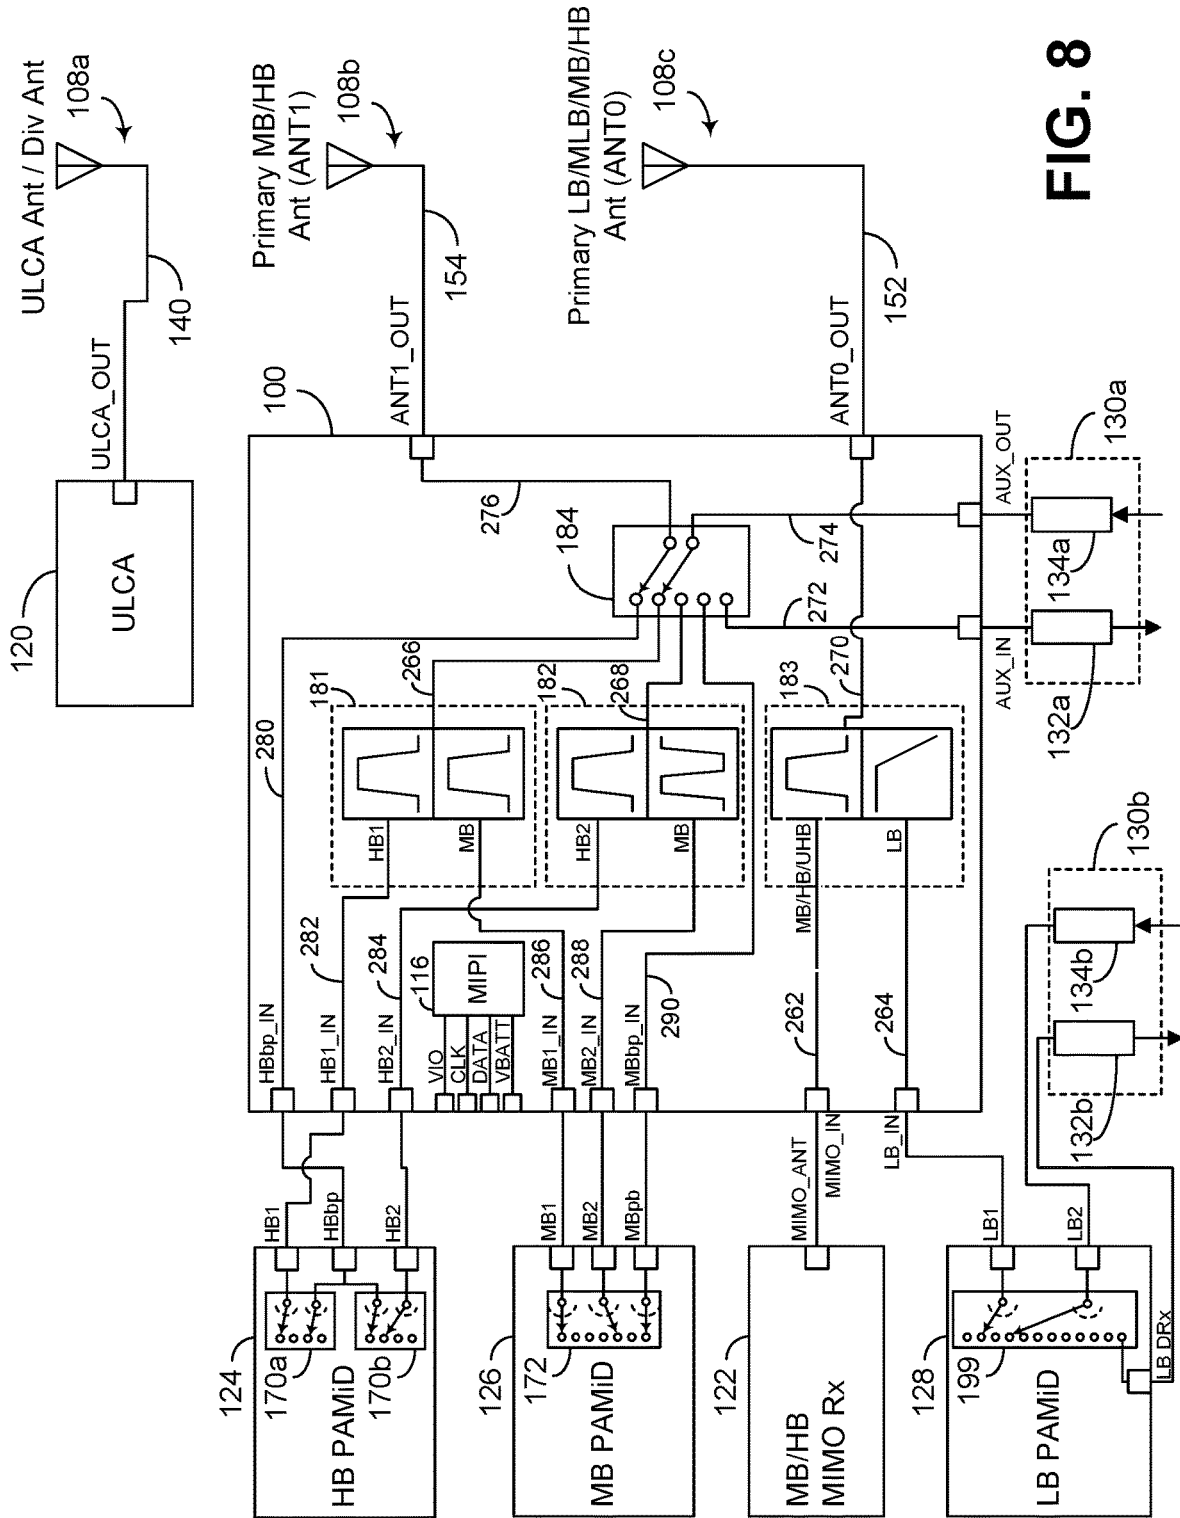 ULCA Ant / Div Ant
108a
140
ULCA_OUT
120
ULCA
Primary MB/HB
Ant (ANT1)
108b
154
ANT1_OUT
Primary LB/MLB/MB/HB
Ant (ANT0)
108c
152
ANT0_OUT
FIG. 8
100
276
184
274
272
270
AUX_OUT
AUX_IN
130a
134a
132a
280
181
266
HB1
MB
182
268
HB2
MB
183
MB/HB/UHB
LB
282
284
116
MIPI
286
288
290
262
264
HBbp_IN
HB1_IN
HB2_IN
VIO
CLK
DATA
VBATT
MB1_IN
MB2_IN
MBbp_IN
MIMO_ANT
MIMO_IN
LB_IN
130b
134b
132b
HB1
HBbp
HB2
124
170a
170b
HB PAMiD
MB1
MB2
MBpb
126
172
MB PAMiD
122
MB/HB
MIMO Rx
LB1
LB2
LB DRx
128
199
LB PAMiD